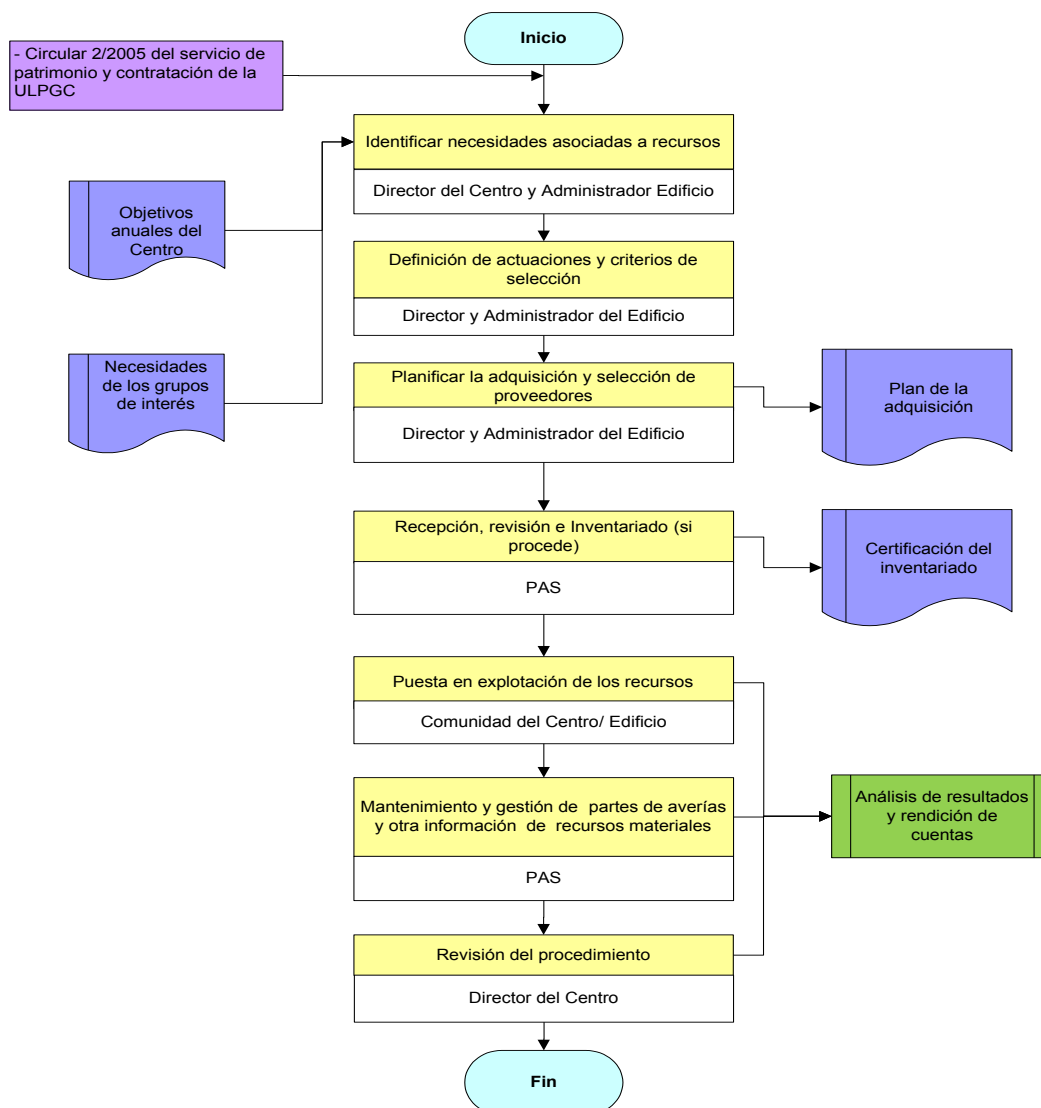 Inicio
- Circular 2/2005 del servicio de
patrimonio y contratación de la
ULPGC
Identificar necesidades asociadas a recursos
Director del Centro y Administrador Edificio
Objetivos
anuales del
Centro
Definición de actuaciones y criterios de
selección
Director y Administrador del Edificio
Necesidades
de los grupos
de interés
Planificar la adquisición y selección de
proveedores
Director y Administrador del Edificio
Plan de la
adquisición
Recepción, revisión e Inventariado (si
procede)
PAS
Certificación del
inventariado
Puesta en explotación de los recursos
Comunidad del Centro/ Edificio
Mantenimiento y gestión de  partes de averías
y otra información  de recursos materiales
PAS
Análisis de resultados
y rendición de
cuentas
Revisión del procedimiento
Director del Centro
Fin